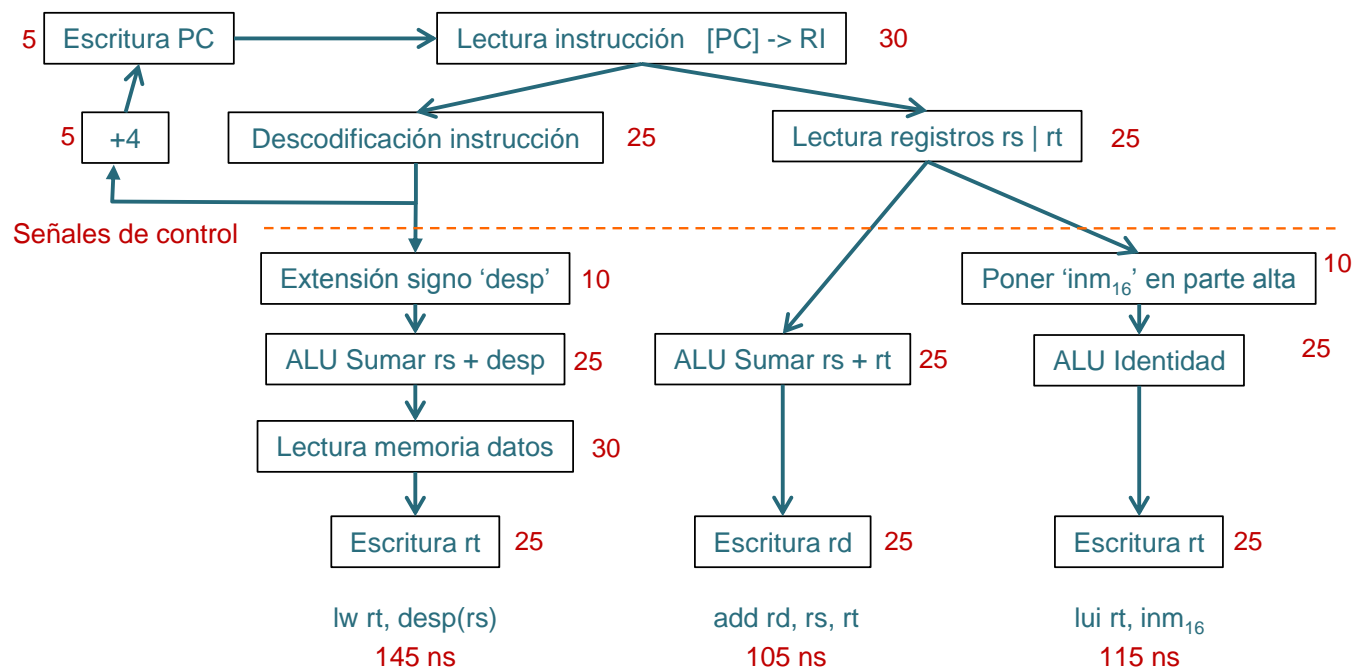 5 Escritura PC
Lectura instrucción [PC] -> RI 30
5 +4
Descodificación instrucción 25
Lectura registros rs | rt 25
Señales de control
Extensión signo ‘desp’ 10
Poner ‘inm₁₆’ en parte alta 10
ALU Sumar rs + desp 25
ALU Sumar rs + rt 25
ALU Identidad 25
Lectura memoria datos 30
Escritura rt 25
Escritura rd 25
Escritura rt 25
lw rt, desp(rs)
add rd, rs, rt
lui rt, inm₁₆
145 ns
105 ns
115 ns